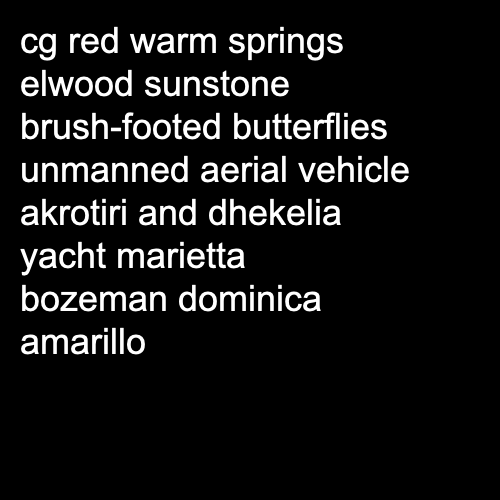 cg red warm springs
elwood sunstone
brush-footed butterflies
unmanned aerial vehicle
akrotiri and dhekelia
yacht marietta
bozeman dominica
amarillo